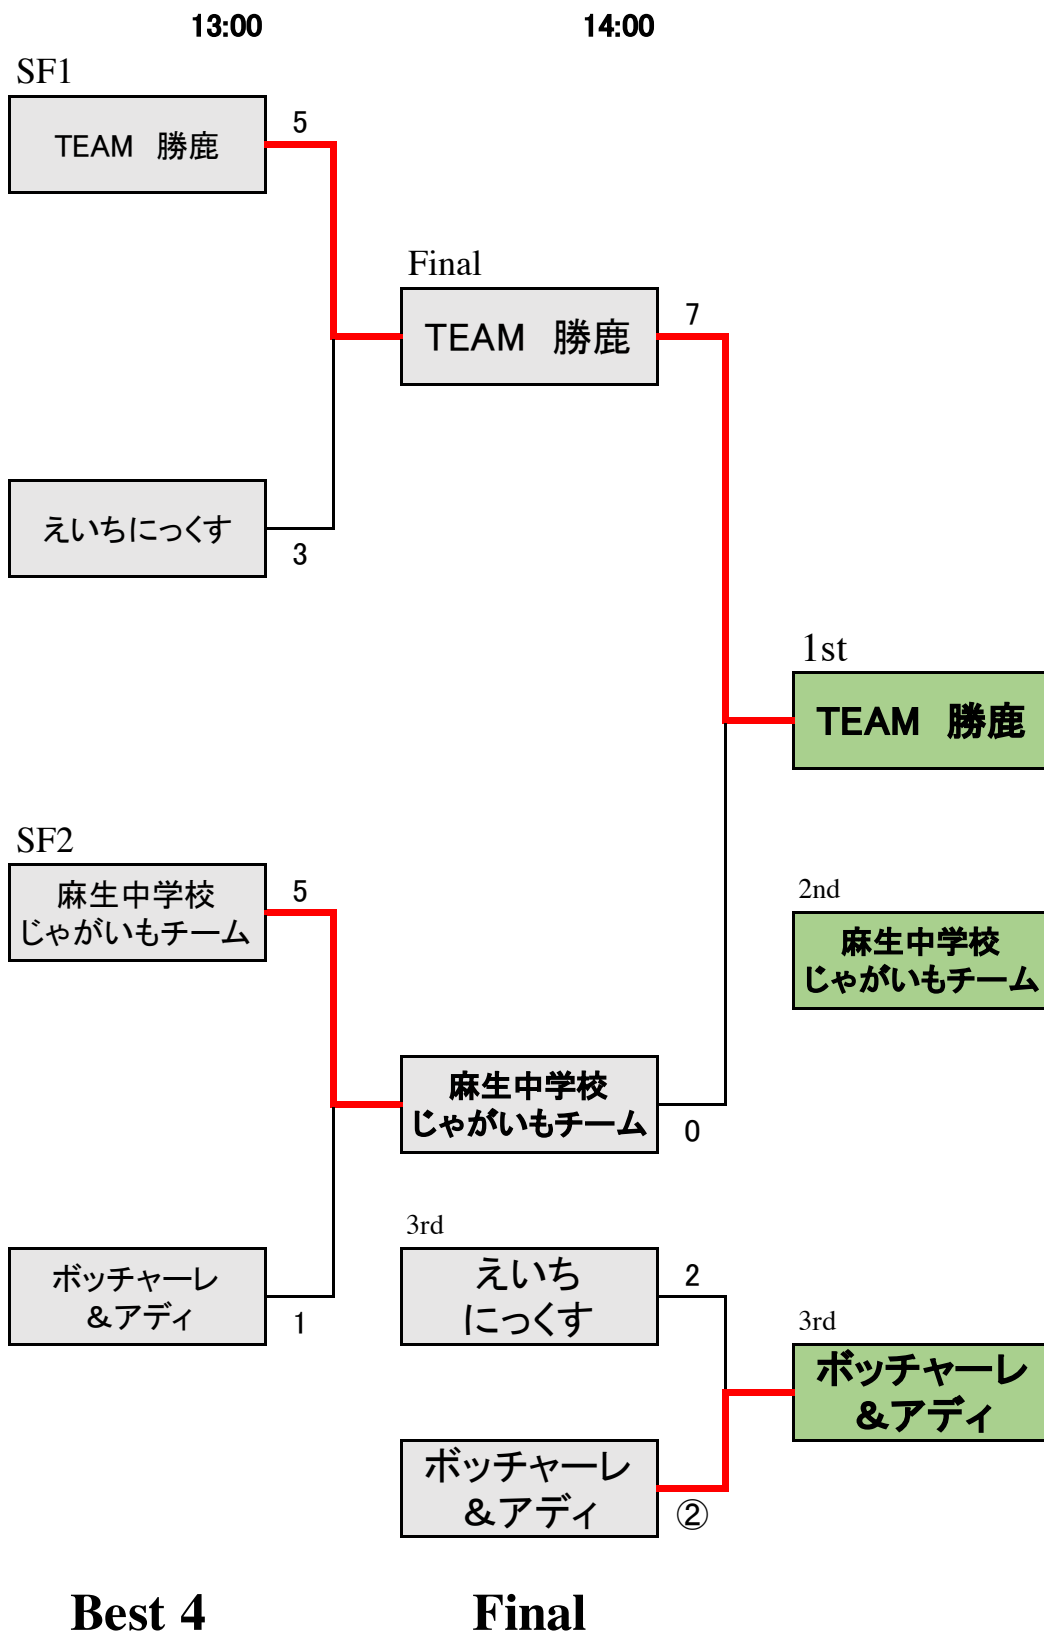 13:00
14:00
SF1
TEAM　勝鹿
5
Final
TEAM　勝鹿
7
えいちにっくす
3
1st
TEAM　勝鹿
SF2
麻生中学校
じゃがいもチーム
5
2nd
麻生中学校
じゃがいもチーム
麻生中学校
じゃがいもチーム
0
3rd
ボッチャーレ
＆アディ
1
えいち
にっくす
2
3rd
ボッチャーレ
＆アディ
ボッチャーレ
＆アディ
②
Best 4
Final